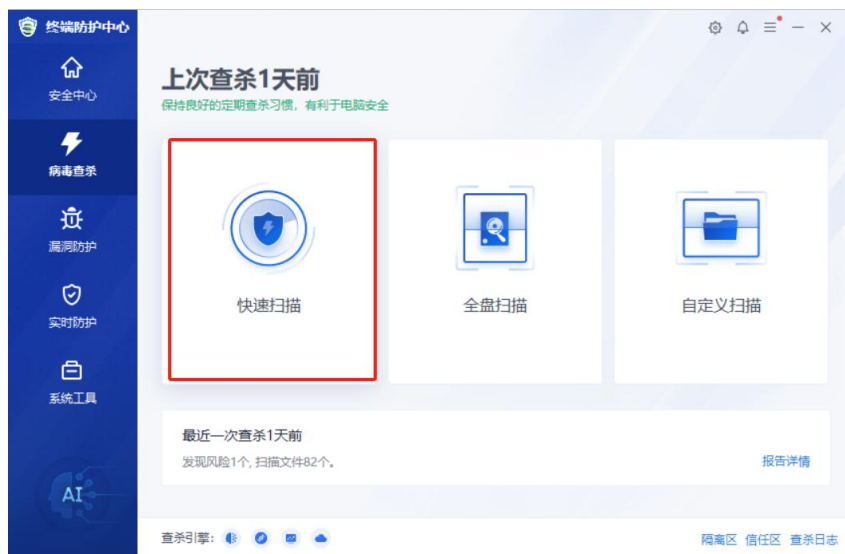 终端防护中心
安全中心
病毒查杀
漏洞防护
实时防护
系统工具
AI
上次查杀1天前
保持良好的定期查杀习惯，有利于电脑安全
快速扫描
全盘扫描
自定义扫描
最近一次查杀1天前
发现风险1个, 扫描文件82个。
报告详情
查杀引擎：
隔离区 信任区 查杀日志